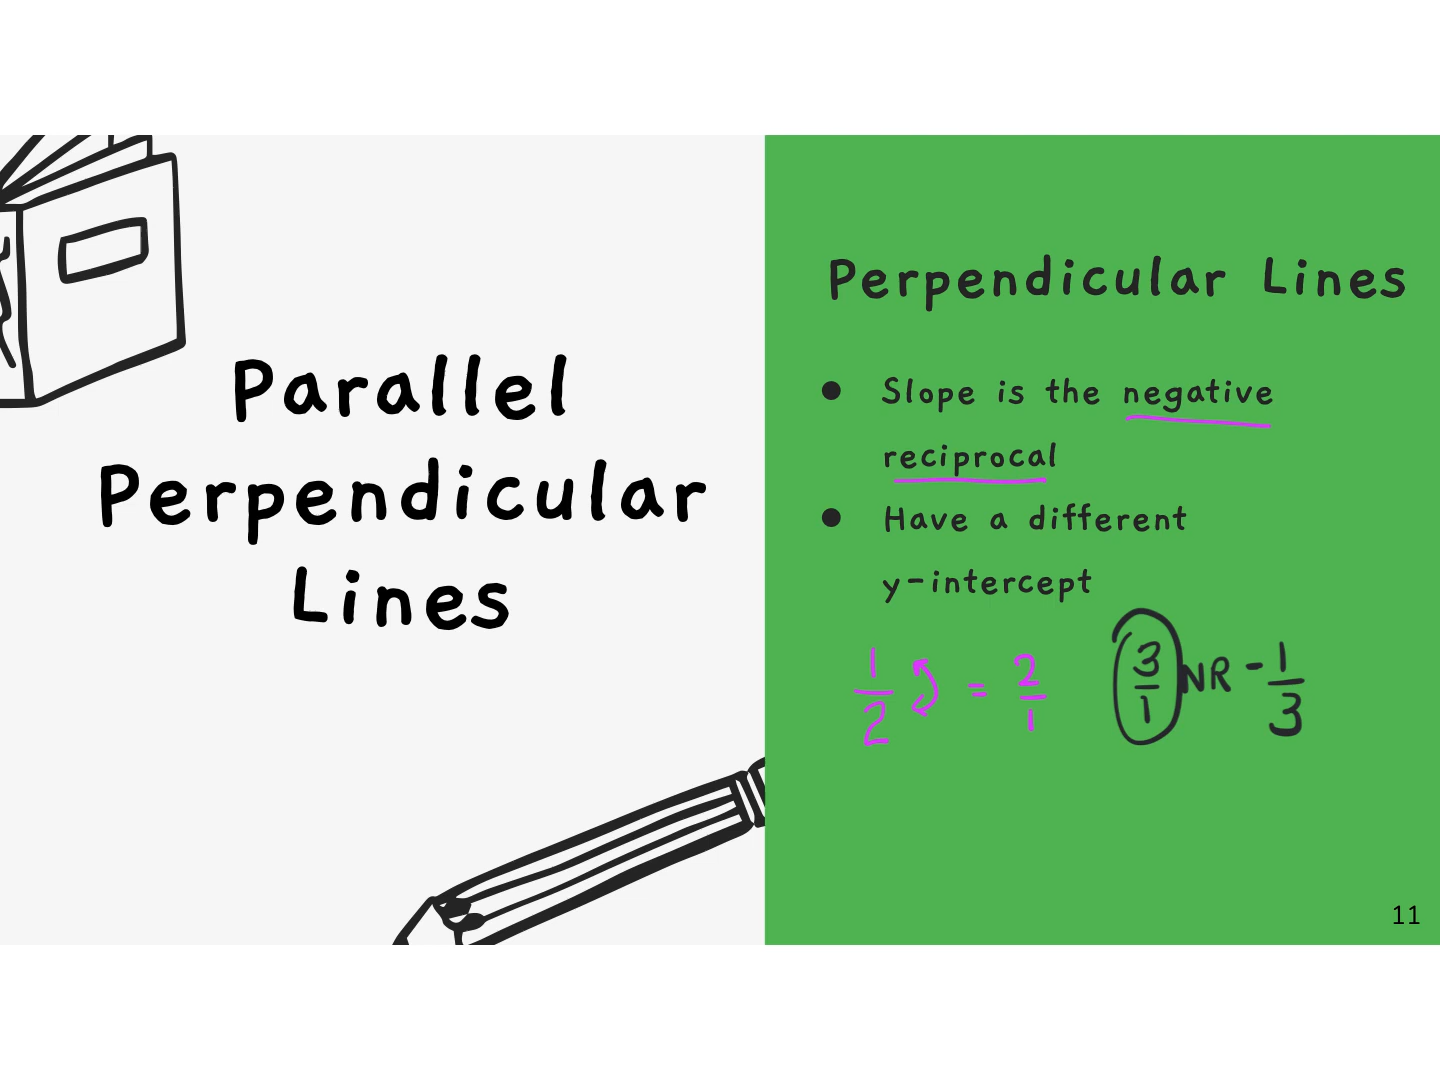 Parallel
Perpendicular
Lines
Perpendicular Lines
● Slope is the negative
reciprocal
● Have a different
y-intercept
1/2 = 2/1
3/1 NR - 1/3
11